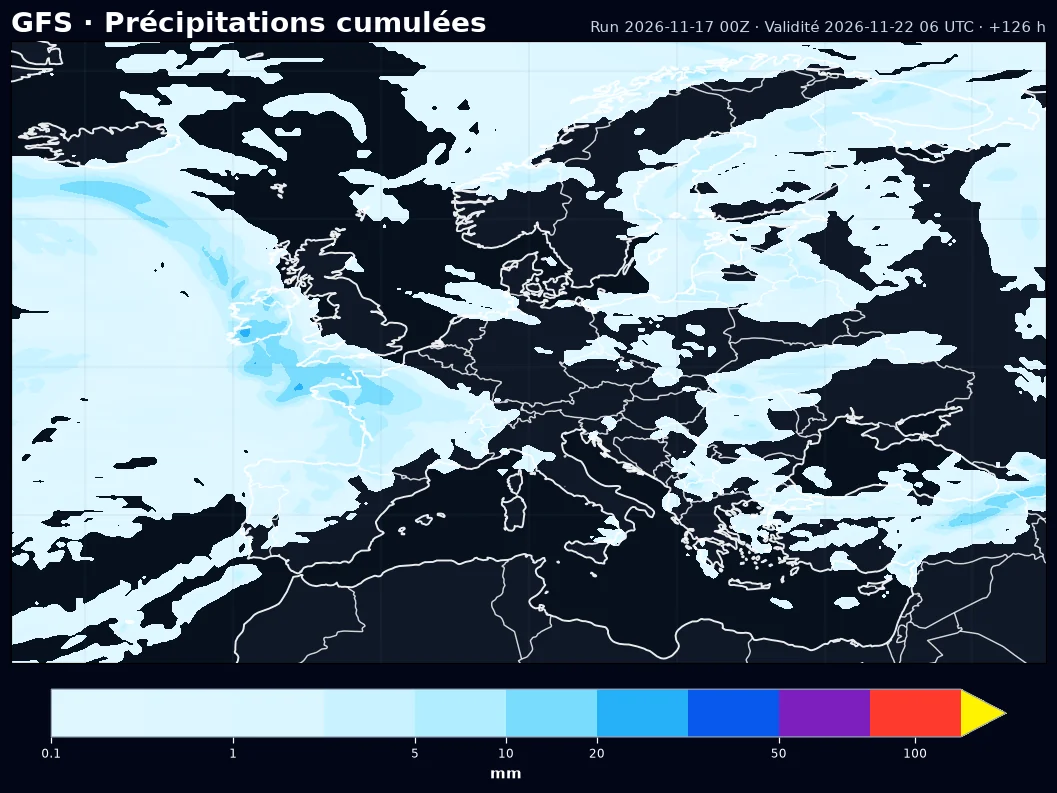 GFS · Précipitations cumulées
Run 2026-11-17 00Z · Validité 2026-11-22 06 UTC · +126 h
0.1 1 5 10 20 50 100
mm